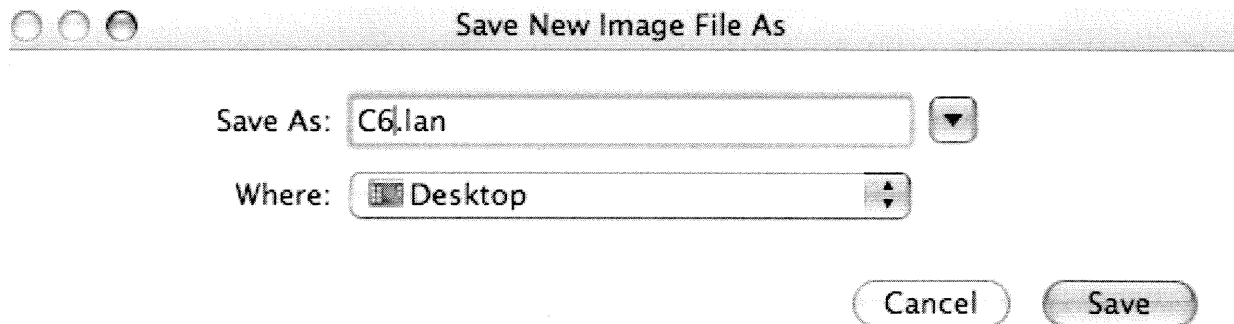 Save New Image File As
Save As: C6.lan
Where: Desktop
Cancel Save